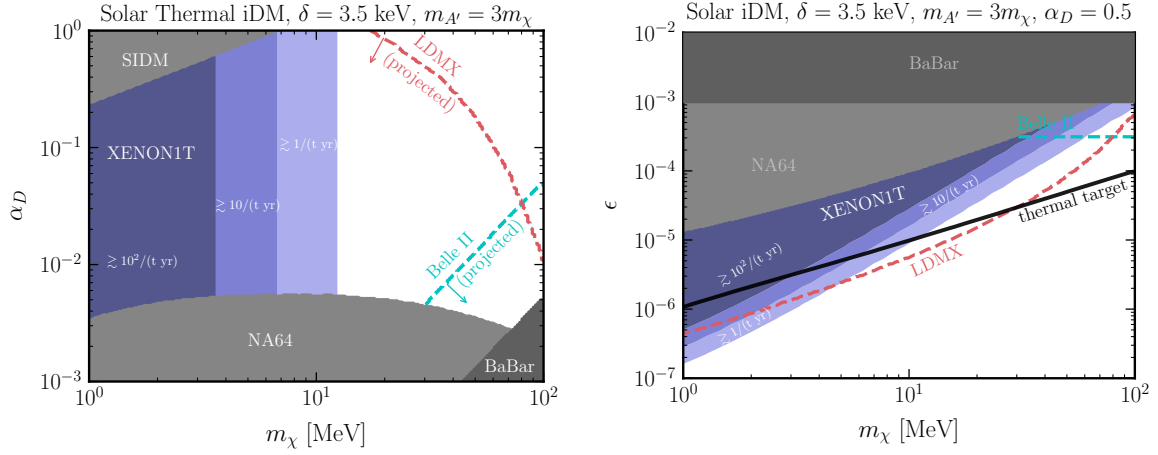 Solar Thermal iDM, δ = 3.5 keV, m_{A′} = 3m_χ
10^0
10^{−1}
10^{−2}
10^{−3}
α_D
SIDM
XENON1T
≳ 1/(t yr)
≳ 10/(t yr)
≳ 10^2/(t yr)
LDMX
(projected)
Belle II
(projected)
NA64
BaBar
10^0
10^1
10^2
m_χ [MeV]
Solar iDM, δ = 3.5 keV, m_{A′} = 3m_χ, α_D = 0.5
10^{−2}
10^{−3}
10^{−4}
10^{−5}
10^{−6}
10^{−7}
ϵ
BaBar
Belle II
NA64
XENON1T
≳ 10/(t yr)
thermal target
≳ 10^2/(t yr)
LDMX
≳ 1/(t yr)
10^0
10^1
10^2
m_χ [MeV]